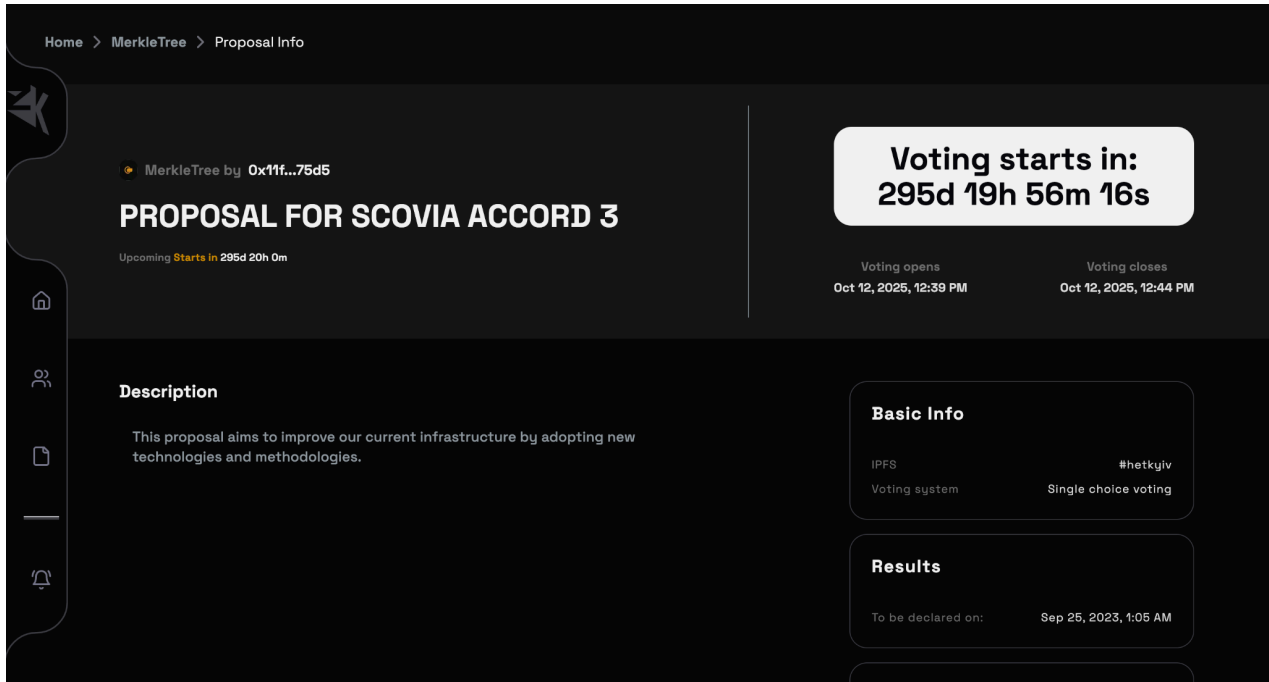 Home > MerkleTree > Proposal Info
MerkleTree by 0x11f...75d5
PROPOSAL FOR SCOVIA ACCORD 3
Upcoming Starts in 295d 20h 0m
Voting starts in:
295d 19h 56m 16s
Voting opens
Oct 12, 2025, 12:39 PM
Voting closes
Oct 12, 2025, 12:44 PM
Description
This proposal aims to improve our current infrastructure by adopting new
technologies and methodologies.
Basic Info
IPFS #hetkyiv
Voting system Single choice voting
Results
To be declared on: Sep 25, 2023, 1:05 AM